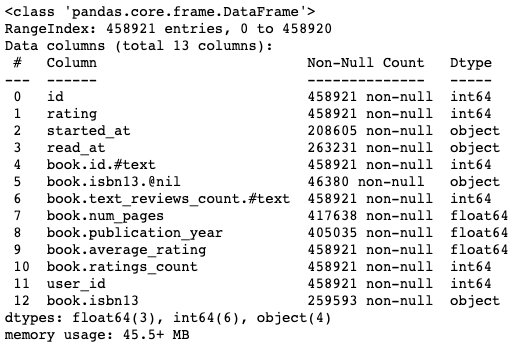 <class 'pandas.core.frame.DataFrame'>
RangeIndex: 458921 entries, 0 to 458920
Data columns (total 13 columns):
 #   Column                        Non-Null Count   Dtype
---  ------                        --------------   -----
 0   id                            458921 non-null  int64
 1   rating                        458921 non-null  int64
 2   started_at                    208605 non-null  object
 3   read_at                       263231 non-null  object
 4   book.id.#text                 458921 non-null  int64
 5   book.isbn13.@nil              46380 non-null   object
 6   book.text_reviews_count.#text 458921 non-null  int64
 7   book.num_pages                417638 non-null  float64
 8   book.publication_year         405035 non-null  float64
 9   book.average_rating           458921 non-null  float64
 10  book.ratings_count            458921 non-null  int64
 11  user_id                       458921 non-null  int64
 12  book.isbn13                   259593 non-null  object
dtypes: float64(3), int64(6), object(4)
memory usage: 45.5+ MB